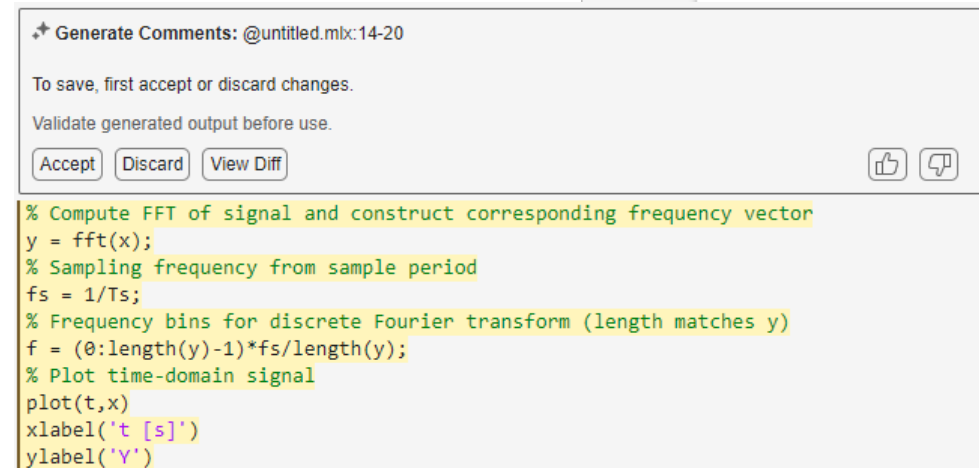 Generate Comments: @untitled.mlx:14-20
To save, first accept or discard changes.
Validate generated output before use.
Accept Discard View Diff
% Compute FFT of signal and construct corresponding frequency vector
y = fft(x);
% Sampling frequency from sample period
fs = 1/Ts;
% Frequency bins for discrete Fourier transform (length matches y)
f = (0:length(y)-1)*fs/length(y);
% Plot time-domain signal
plot(t,x)
xlabel('t [s]')
ylabel('Y')